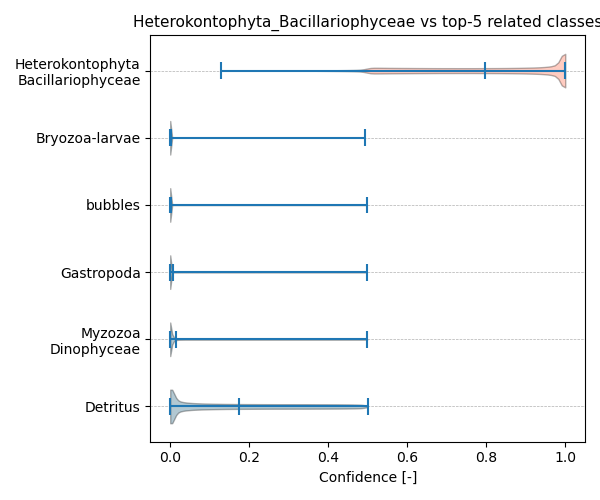 Heterokontophyta_Bacillariophyceae vs top-5 related classes
Heterokontophyta
Bacillariophyceae
Bryozoa-larvae
bubbles
Gastropoda
Myzozoa
Dinophyceae
Detritus
0.0 0.2 0.4 0.6 0.8 1.0
Confidence [-]